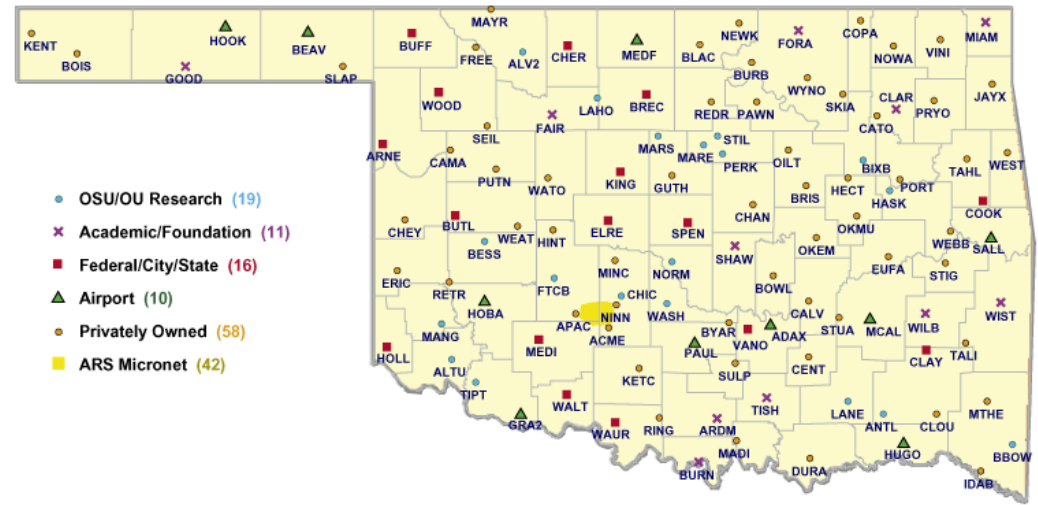 MAYR
HOOK
BEAV
BUFF
NEWK
FORA
COPA
MIAM
KENT
BOIS
GOOD
SLAP
FREE
ALV2
CHER
MEDF
BLAC
BURB
NOWA
VINI
WOOD
LAHO
BREC
REDR
PAWN
WYNO
SKIA
CLAR
PRYO
JAYX
SEIL
FAIR
CATO
ARNE
CAMA
MARS
MARE
STIL
PERK
OILT
BIXB
TAHL
WEST
PUTN
WATO
KING
GUTH
BRIS
HECT
PORT
HASK
COOK
OSU/OU Research (19)
Academic/Foundation (11)
Federal/City/State (16)
Airport (10)
Privately Owned (58)
ARS Micronet (42)
CHEY
BUTL
WEAT
HINT
ELRE
SPEN
CHAN
OKMU
WEBB
SALL
BESS
SHAW
OKEM
EUFA
STIG
ERIC
RETR
FTCB
MINC
NORM
BOWL
HOBA
CHIC
NINN
WASH
CALV
WIST
MANG
APAC
ACME
BYAR
VANO
ADAX
STUA
MCAL
WILB
HOLL
ALTU
MEDI
PAUL
SULP
CENT
CLAY
TALI
TIPT
KETC
GRA2
WALT
WAUR
RING
ARDM
TISH
LANE
ANTL
CLOU
MTHE
BURN
MADI
DURA
HUGO
BBOW
IDAB